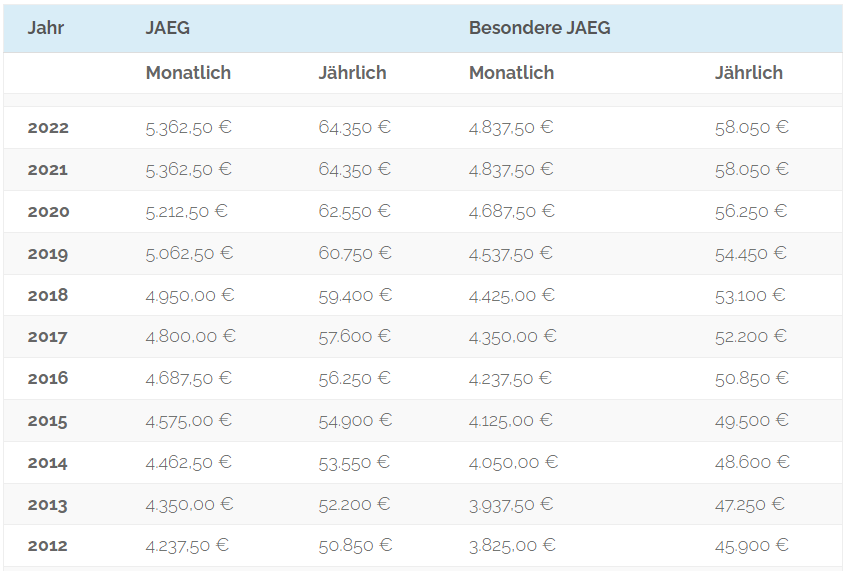 Jahr JAEG Besondere JAEG
Monatlich Jährlich Monatlich Jährlich
2022 5.362,50 € 64.350 € 4.837,50 € 58.050 €
2021 5.362,50 € 64.350 € 4.837,50 € 58.050 €
2020 5.212,50 € 62.550 € 4.687,50 € 56.250 €
2019 5.062,50 € 60.750 € 4.537,50 € 54.450 €
2018 4.950,00 € 59.400 € 4.425,00 € 53.100 €
2017 4.800,00 € 57.600 € 4.350,00 € 52.200 €
2016 4.687,50 € 56.250 € 4.237,50 € 50.850 €
2015 4.575,00 € 54.900 € 4.125,00 € 49.500 €
2014 4.462,50 € 53.550 € 4.050,00 € 48.600 €
2013 4.350,00 € 52.200 € 3.937,50 € 47.250 €
2012 4.237,50 € 50.850 € 3.825,00 € 45.900 €